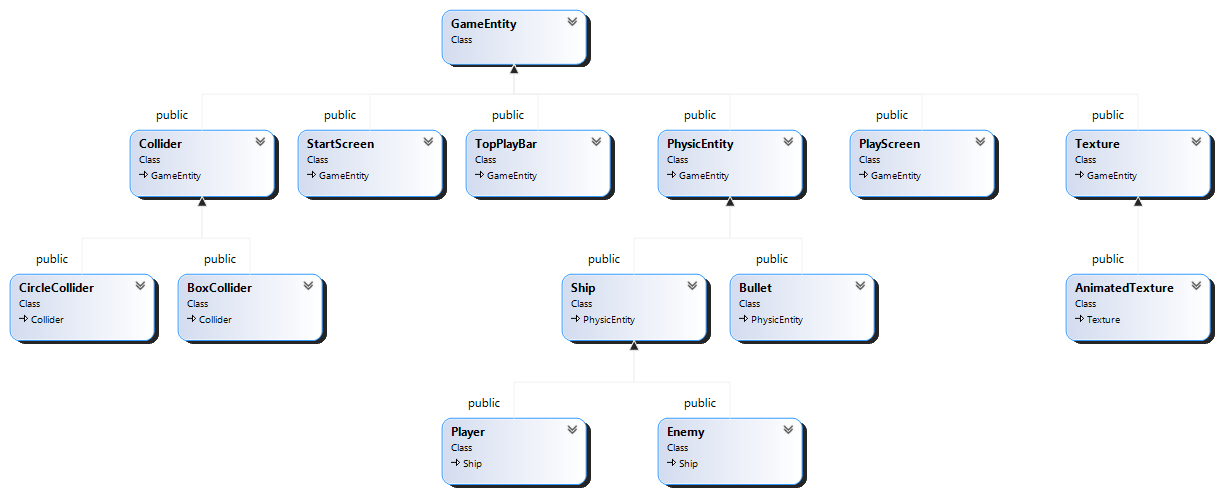 GameEntity
Class
public
public
public
public
public
public
Collider
Class
GameEntity
StartScreen
Class
GameEntity
TopPlayBar
Class
GameEntity
PhysicEntity
Class
GameEntity
PlayScreen
Class
GameEntity
Texture
Class
GameEntity
public
public
public
public
public
CircleCollider
Class
Collider
BoxCollider
Class
Collider
Ship
Class
PhysicEntity
Bullet
Class
PhysicEntity
AnimatedTexture
Class
Texture
public
public
Player
Class
Ship
Enemy
Class
Ship